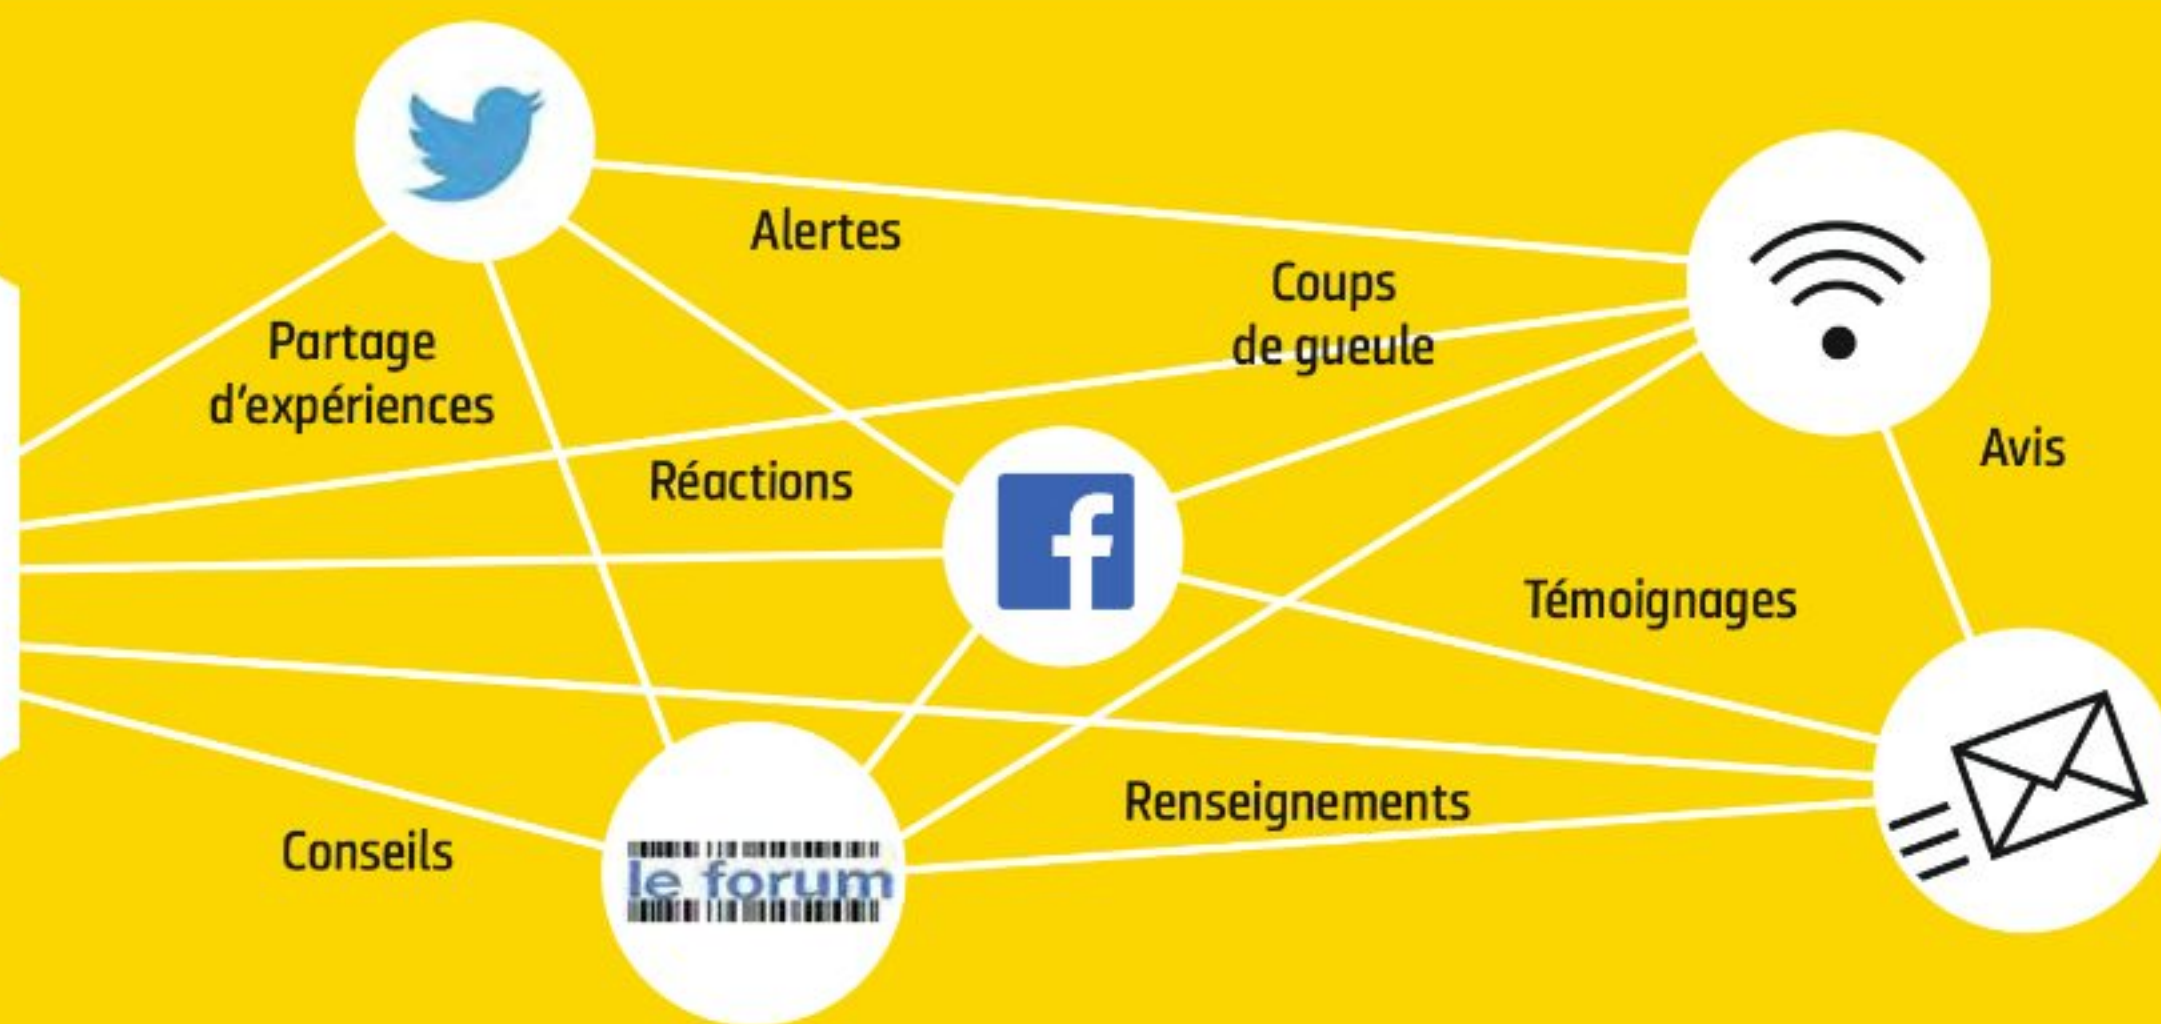 Alertes
Coups
de gueule
Partage
d'expériences
Avis
Réactions
f
Témoignages
Renseignements
Conseils
le forum